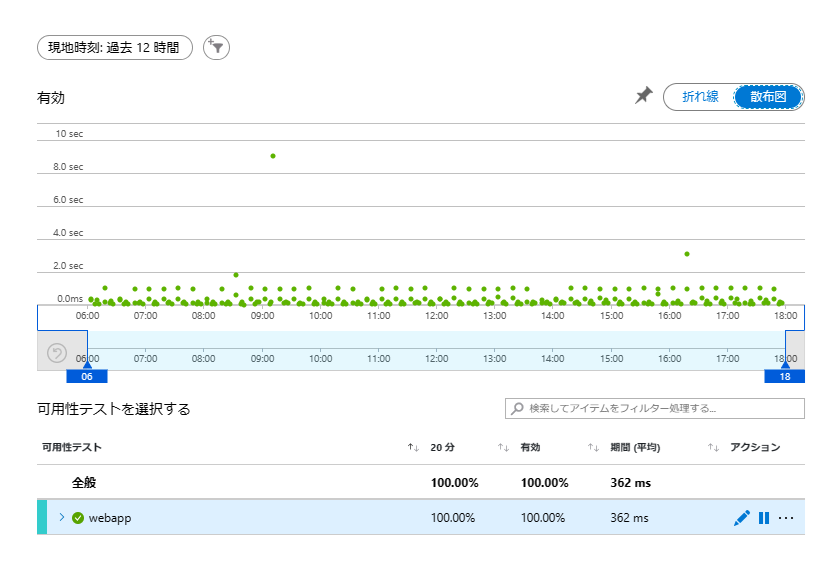 現地時刻: 過去 12 時間
有効
折れ線 散布図
10 sec
8.0 sec
6.0 sec
4.0 sec
2.0 sec
0.0ms
06:00 07:00 08:00 09:00 10:00 11:00 12:00 13:00 14:00 15:00 16:00 17:00 18:00
06:00 07:00 08:00 09:00 10:00 11:00 12:00 13:00 14:00 15:00 16:00 17:00 18:00
06 18
可用性テストを選択する 検索してアイテムをフィルター処理する...
可用性テスト ↑↓ 20 分 ↑↓ 有効 ↑↓ 期間 (平均) ↑↓ アクション
全般 100.00% 100.00% 362 ms
webapp 100.00% 100.00% 362 ms